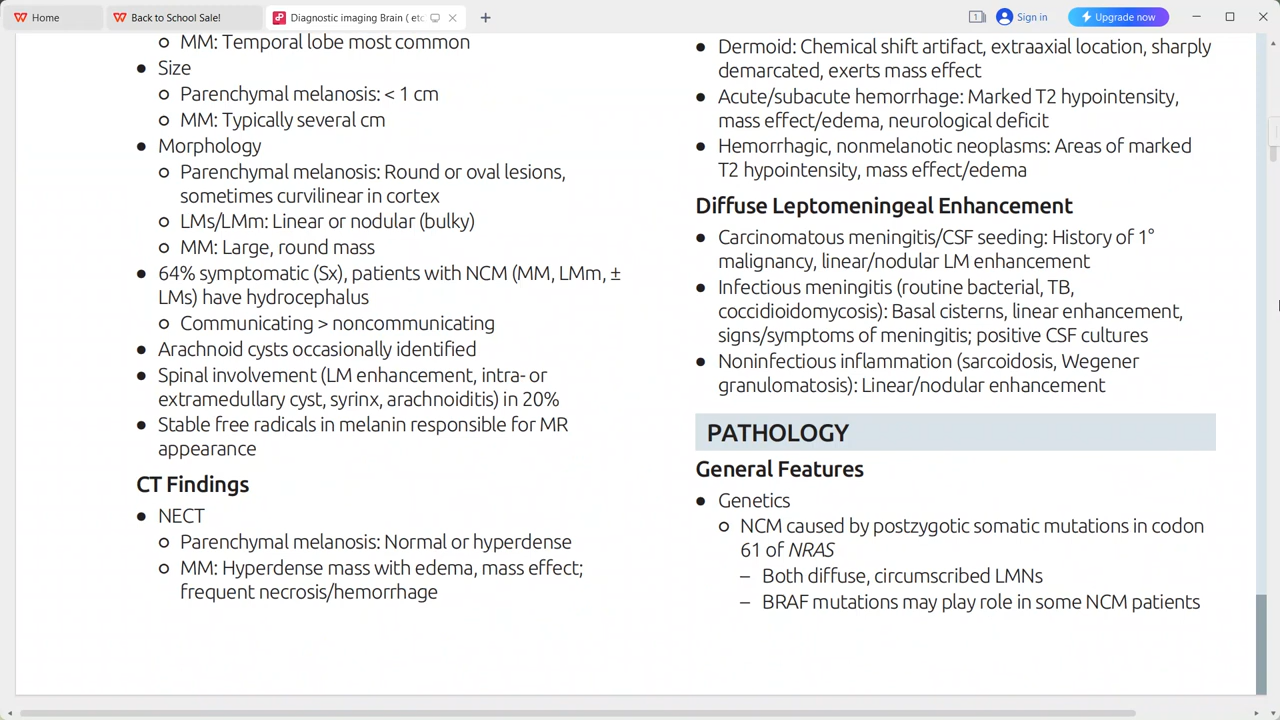 Home
Back to School Sale!
Diagnostic imaging Brain ( etc
Sign in
Upgrade now
MM: Temporal lobe most common
● Size
Parenchymal melanosis: < 1 cm
MM: Typically several cm
● Morphology
Parenchymal melanosis: Round or oval lesions,
sometimes curvilinear in cortex
LMs/LMm: Linear or nodular (bulky)
MM: Large, round mass
● 64% symptomatic (Sx), patients with NCM (MM, LMm, ±
LMs) have hydrocephalus
Communicating > noncommunicating
● Arachnoid cysts occasionally identified
● Spinal involvement (LM enhancement, intra- or
extramedullary cyst, syrinx, arachnoiditis) in 20%
● Stable free radicals in melanin responsible for MR
appearance
CT Findings
● NECT
Parenchymal melanosis: Normal or hyperdense
MM: Hyperdense mass with edema, mass effect;
frequent necrosis/hemorrhage
● Dermoid: Chemical shift artifact, extraaxial location, sharply
demarcated, exerts mass effect
● Acute/subacute hemorrhage: Marked T2 hypointensity,
mass effect/edema, neurological deficit
● Hemorrhagic, nonmelanotic neoplasms: Areas of marked
T2 hypointensity, mass effect/edema
Diffuse Leptomeningeal Enhancement
● Carcinomatous meningitis/CSF seeding: History of 1°
malignancy, linear/nodular LM enhancement
● Infectious meningitis (routine bacterial, TB,
coccidioidomycosis): Basal cisterns, linear enhancement,
signs/symptoms of meningitis; positive CSF cultures
● Noninfectious inflammation (sarcoidosis, Wegener
granulomatosis): Linear/nodular enhancement
PATHOLOGY
General Features
● Genetics
NCM caused by postzygotic somatic mutations in codon
61 of NRAS
– Both diffuse, circumscribed LMNs
– BRAF mutations may play role in some NCM patients